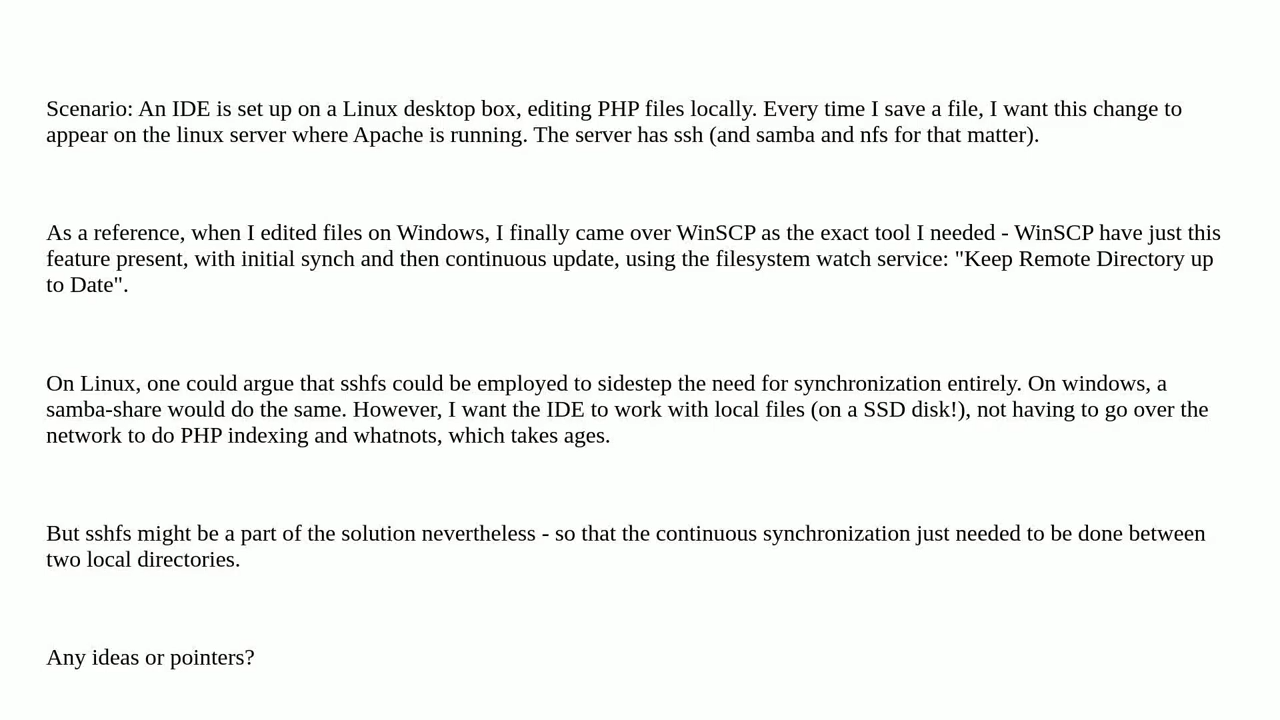 Scenario: An IDE is set up on a Linux desktop box, editing PHP files locally. Every time I save a file, I want this change to
appear on the linux server where Apache is running. The server has ssh (and samba and nfs for that matter).
As a reference, when I edited files on Windows, I finally came over WinSCP as the exact tool I needed - WinSCP have just this
feature present, with initial synch and then continuous update, using the filesystem watch service: "Keep Remote Directory up
to Date".
On Linux, one could argue that sshfs could be employed to sidestep the need for synchronization entirely. On windows, a
samba-share would do the same. However, I want the IDE to work with local files (on a SSD disk!), not having to go over the
network to do PHP indexing and whatnots, which takes ages.
But sshfs might be a part of the solution nevertheless - so that the continuous synchronization just needed to be done between
two local directories.
Any ideas or pointers?